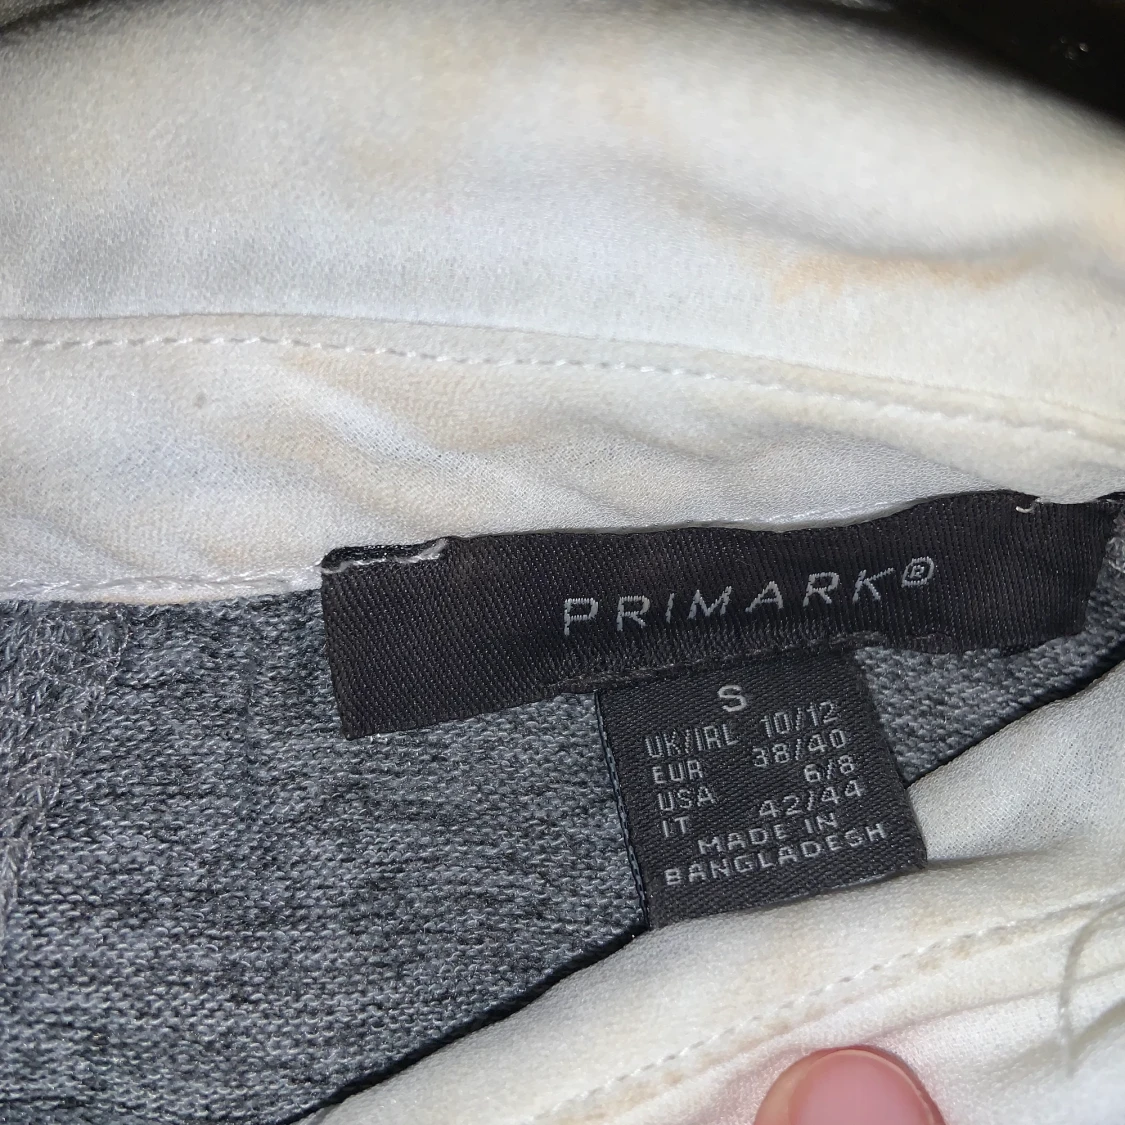 PRIMARK®
S
UK/IRL 10/12
EUR 38/40
USA 6/8
IT 42/44
MADE IN
BANGLADESH